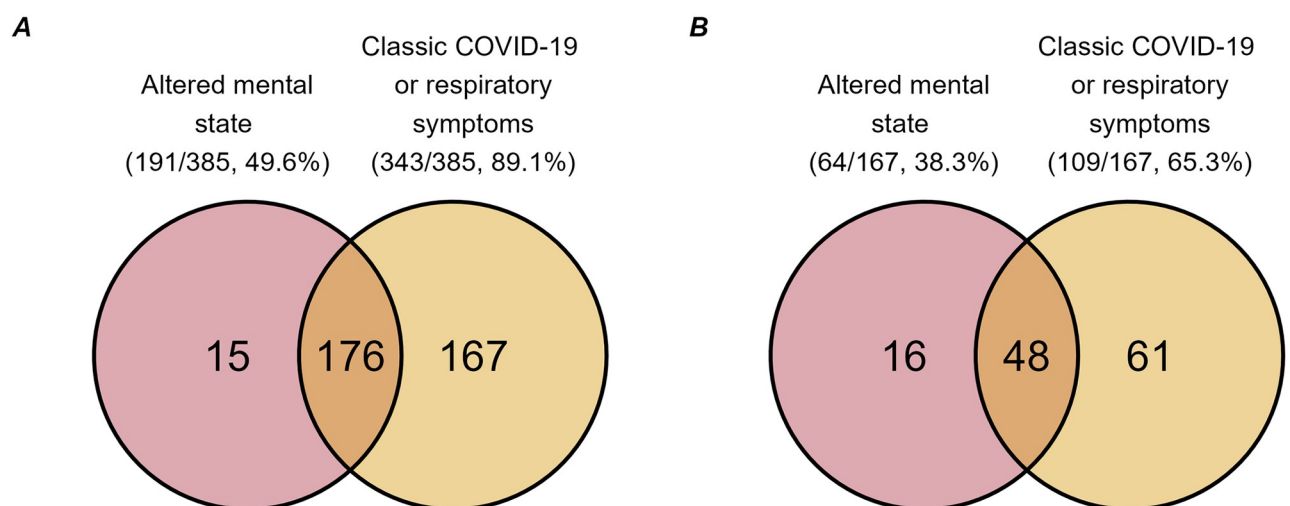 A
Altered mental
state
(191/385, 49.6%)
Classic COVID-19
or respiratory
symptoms
(343/385, 89.1%)
15
176
167
B
Altered mental
state
(64/167, 38.3%)
Classic COVID-19
or respiratory
symptoms
(109/167, 65.3%)
16
48
61